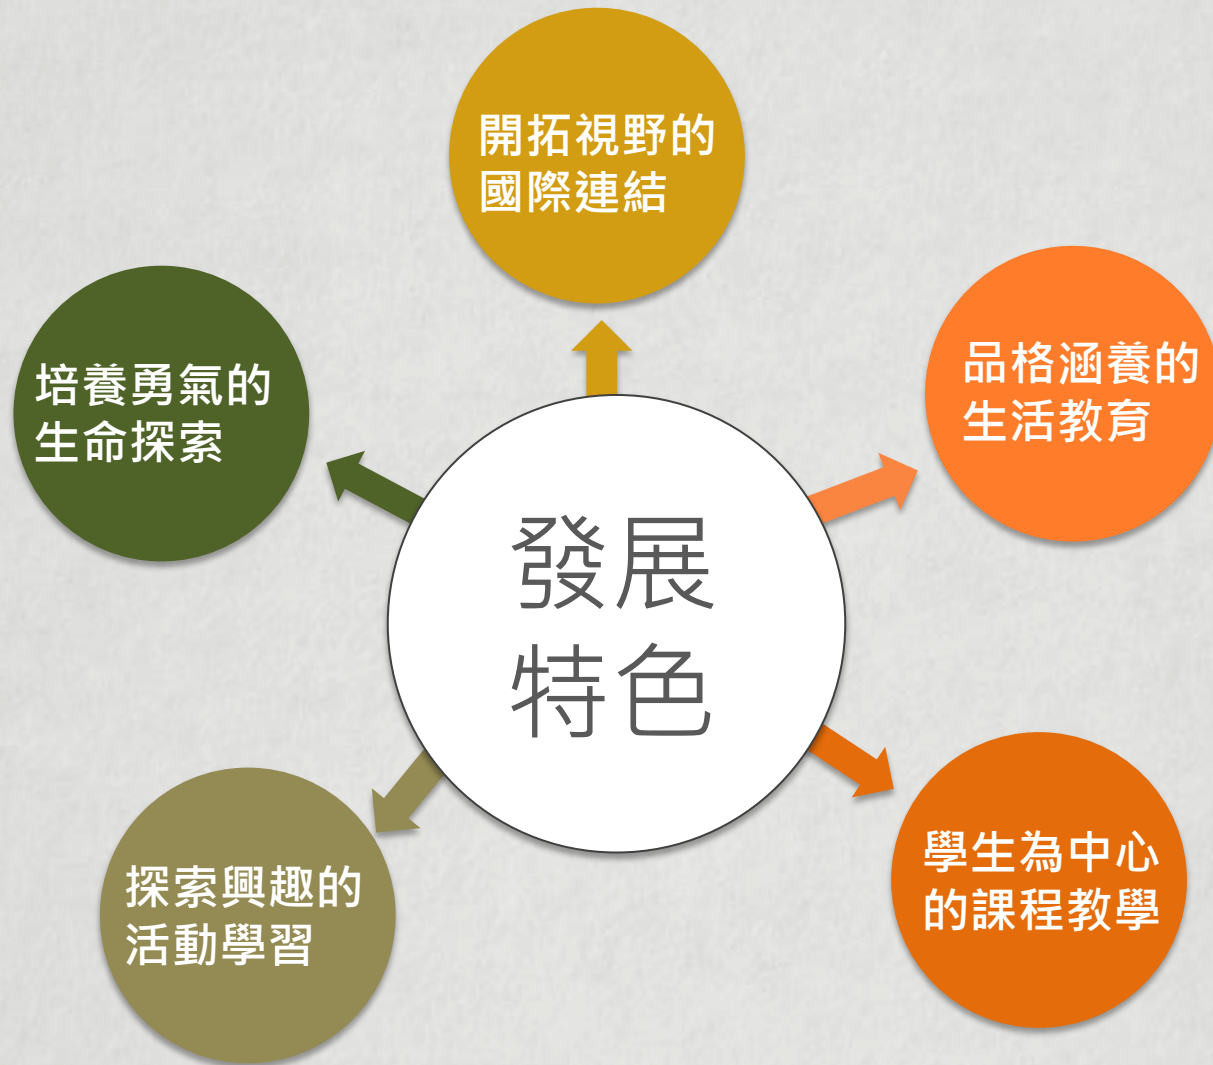 開拓視野的
國際連結
培養勇氣的
生命探索
品格涵養的
生活教育
發展
特色
探索興趣的
活動學習
學生為中心
的課程教學